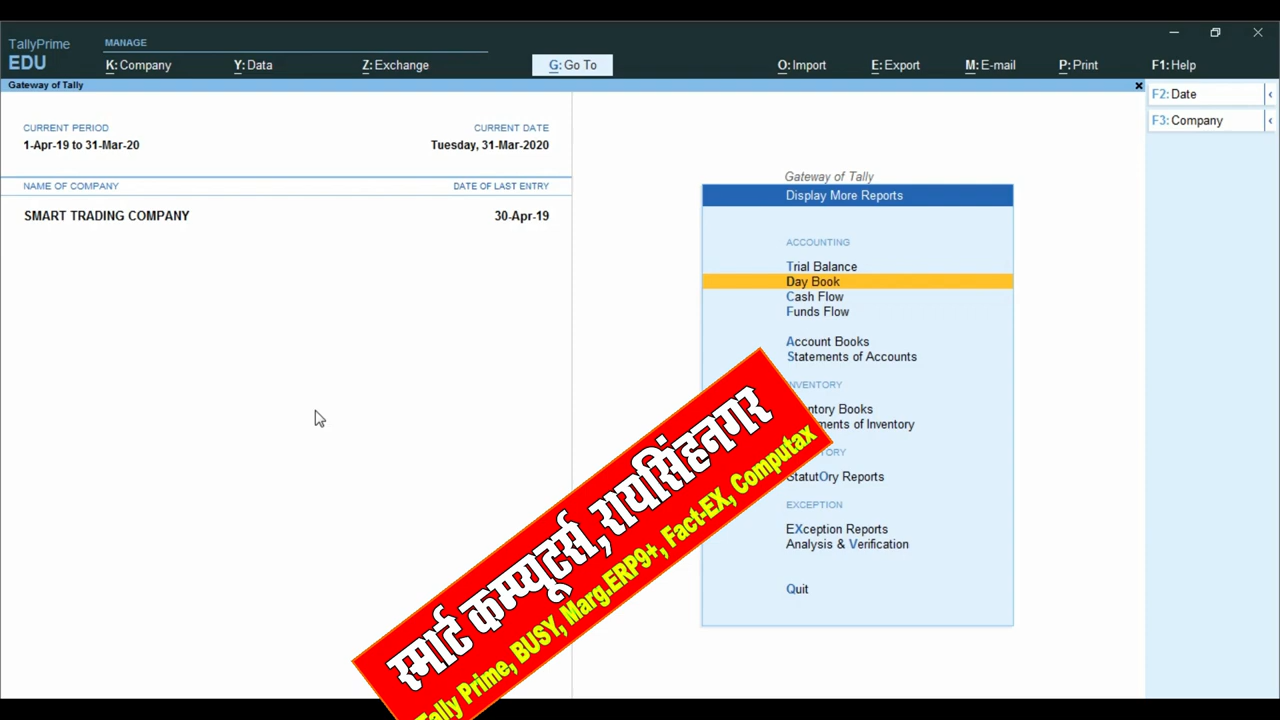 TallyPrime
EDU
MANAGE
K: Company
Y: Data
Z: Exchange
G: Go To
O: Import
E: Export
M: E-mail
P: Print
F1: Help
Gateway of Tally
F2: Date
F3: Company
CURRENT PERIOD
CURRENT DATE
1-Apr-19 to 31-Mar-20
Tuesday, 31-Mar-2020
NAME OF COMPANY
DATE OF LAST ENTRY
SMART TRADING COMPANY
30-Apr-19
Gateway of Tally
Display More Reports
ACCOUNTING
Trial Balance
Day Book
Cash Flow
Funds Flow
Account Books
Statements of Accounts
Books
of Inventory
StatutOry Reports
EXCEPTION
EXception Reports
Analysis & Verification
Quit
स्मार्ट कम्प्यूटर्स, रायसिंहनगर
Tally Prime, BUSY, Marg.ERP9+, Fact-EX, Computax